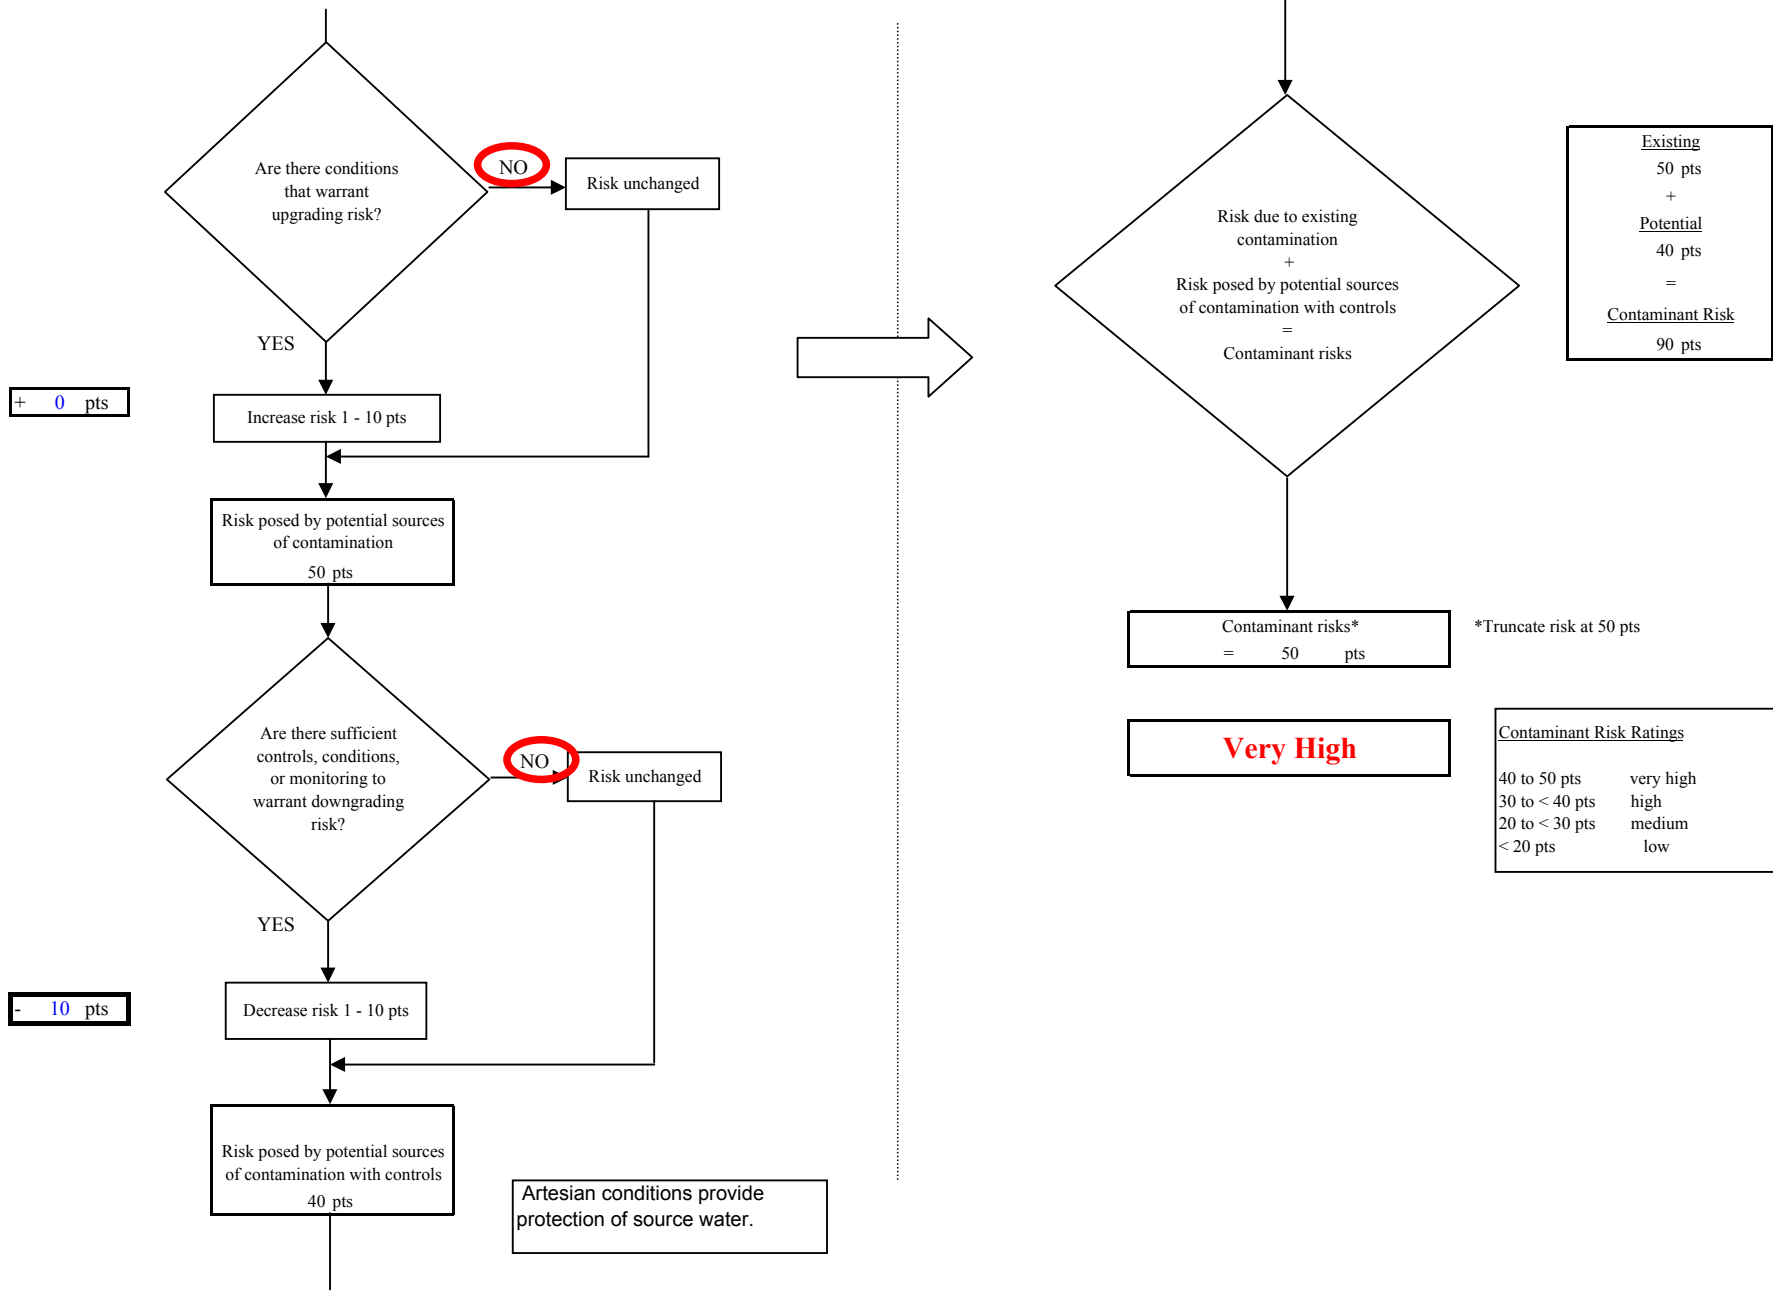 Are there conditions
that warrant
upgrading risk?
NO
Risk unchanged
YES
+ 0 pts
Increase risk 1 - 10 pts
Risk posed by potential sources
of contamination
50 pts
Are there sufficient
controls, conditions,
or monitoring to
warrant downgrading
risk?
NO
Risk unchanged
YES
- 10 pts
Decrease risk 1 - 10 pts
Risk posed by potential sources
of contamination with controls
40 pts
Artesian conditions provide
protection of source water.
Risk due to existing
contamination
+
Risk posed by potential sources
of contamination with controls
=
Contaminant risks
Existing
50 pts
+
Potential
40 pts
=
Contaminant Risk
90 pts
Contaminant risks*
= 50 pts
*Truncate risk at 50 pts
Very High
Contaminant Risk Ratings
40 to 50 pts very high
30 to < 40 pts high
20 to < 30 pts medium
< 20 pts low